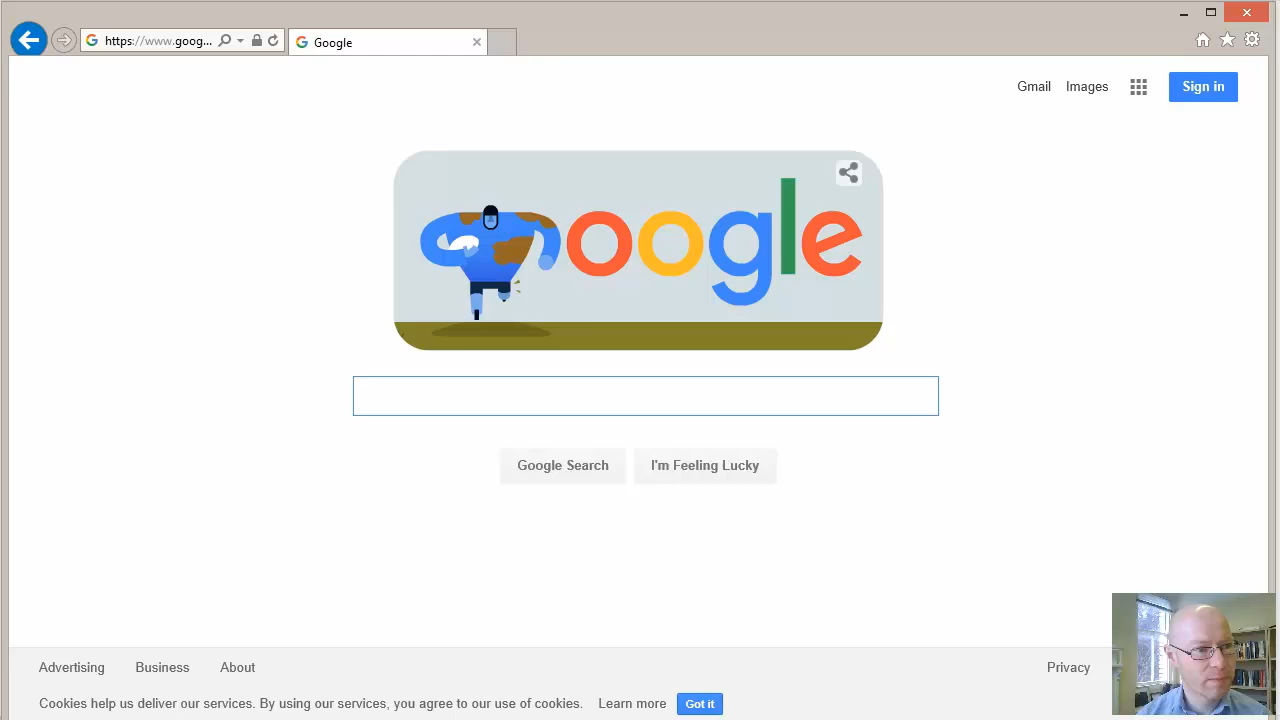 https://www.goog...
Google
Gmail Images Sign in
oogle
Google Search I'm Feeling Lucky
Advertising Business About Privacy
Cookies help us deliver our services. By using our services, you agree to our use of cookies. Learn more Got it